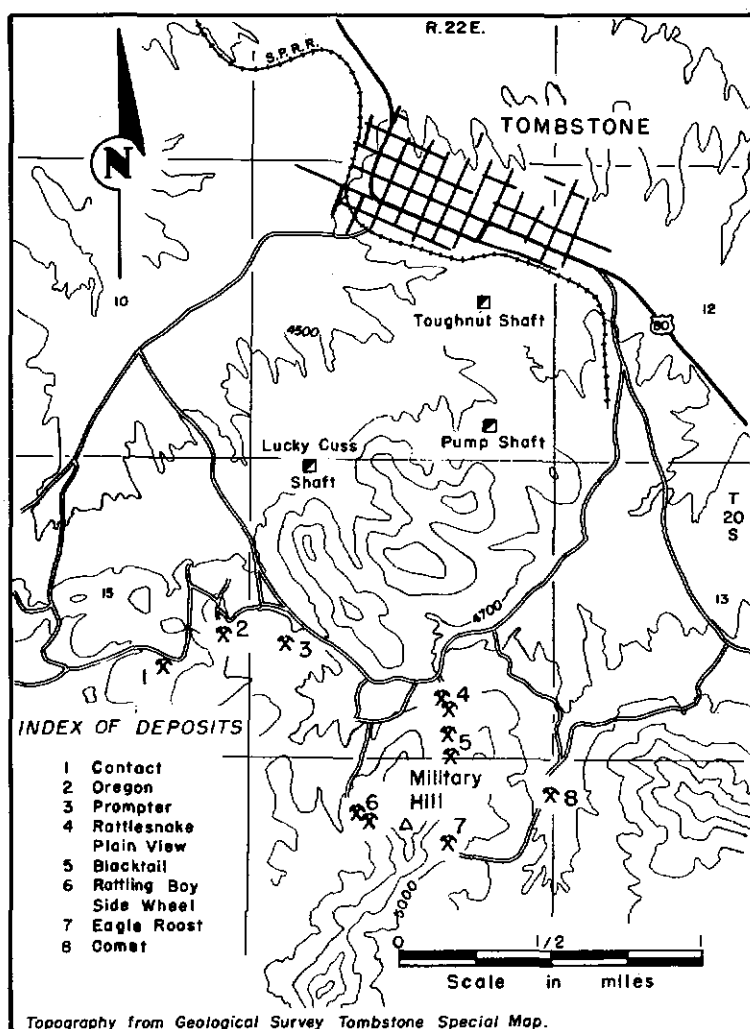 R. 22 E.
S.P.R.R.
TOMBSTONE
N
10
12
Toughnut Shaft
80
4500
Lucky Cuss
Shaft
Pump Shaft
T
20
S
15
13
4700
1
2
3
4
5
6
7
8
Military
Hill
5000
INDEX OF DEPOSITS
1 Contact
2 Oregon
3 Prompter
4 Rattlesnake
Plain View
5 Blacktail
6 Rattling Boy
Side Wheel
7 Eagle Roost
8 Comet
0 1/2 1
Scale in miles
Topography from Geological Survey Tombstone Special Map.